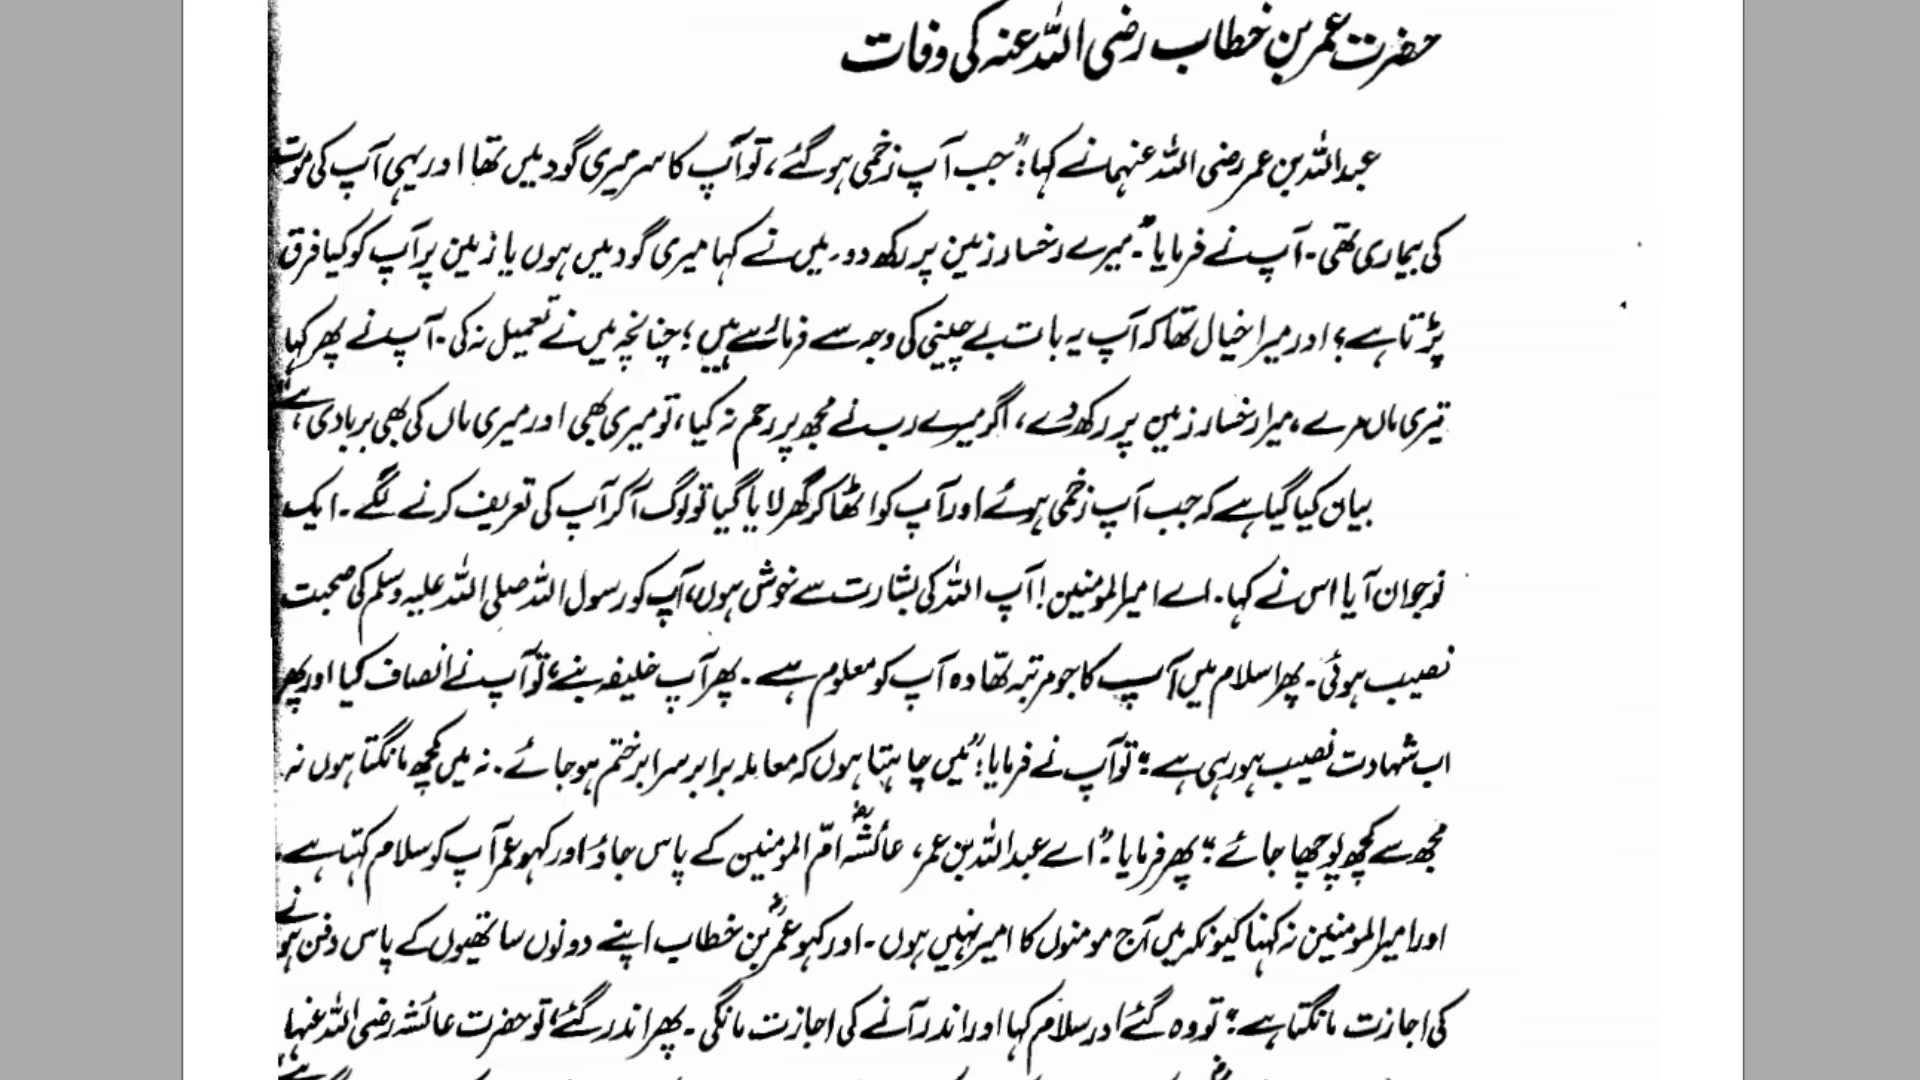 حضرت عمر بن خطاب رضی اللہ عنہ کی وفات
عبداللہ بن عمر رضی اللہ عنہما نے کہا: "جب آپ زخمی ہو گئے، تو آپ کا سر میری گود میں تھا اور یہی آپ کی موت
کی بیماری تھی۔ آپ نے فرمایا۔ "میرے رخسار زمین پر رکھ دو۔ میں نے کہا میری گود میں ہوں یا زمین پر آپ کو کیا فرق
پڑتا ہے؟ اور میرا خیال تھا کہ آپ یہ بات بے چینی کی وجہ سے فرما رہے ہیں؛ چنانچہ میں نے تعمیل نہ کی۔ آپ نے پھر کہا
تیری ماں مرے، میرا رخسار زمین پر رکھ دے، اگر میرے رب نے مجھ پر رحم نہ کیا، تو میری بھی اور میری ماں کی بھی بربادی ہے،
بیان کیا گیا ہے کہ جب آپ زخمی ہوئے اور آپ کو اٹھا کر گھر لایا گیا تو لوگ آ کر آپ کی تعریف کرنے لگے۔ ایک
نوجوان آیا اس نے کہا۔ اے امیرالمومنین! آپ اللہ کی بشارت سے خوش ہوں، آپ کو رسول اللہ صلی اللہ علیہ وسلم کی صحبت
نصیب ہوئی۔ پھر اسلام میں آپ کا جو مرتبہ تھا وہ آپ کو معلوم ہے۔ پھر آپ خلیفہ بنے، تو آپ نے انصاف کیا اور پھر
اب شہادت نصیب ہو رہی ہے؛ تو آپ نے فرمایا؛ "میں چاہتا ہوں کہ معاملہ برابر سرابر ختم ہو جائے۔ نہ میں کچھ مانگتا ہوں نہ
مجھ سے کچھ پوچھا جائے؛" پھر فرمایا۔ "اے عبداللہ بن عمر، عائشہؓ امّ المومنین کے پاس جاؤ اور کہو عمر آپ کو سلام کہتا ہے۔
اور امیرالمومنین نہ کہنا کیونکہ میں آج مومنوں کا امیر نہیں ہوں۔ اور کہو عمرؓ بن خطاب اپنے دونوں ساتھیوں کے پاس دفن ہونے
کی اجازت مانگتا ہے؛" تو وہ گئے اور سلام کہا اور اندر آنے کی اجازت مانگی۔ پھر اندر گئے، تو حضرت عائشہ رضی اللہ عنہا